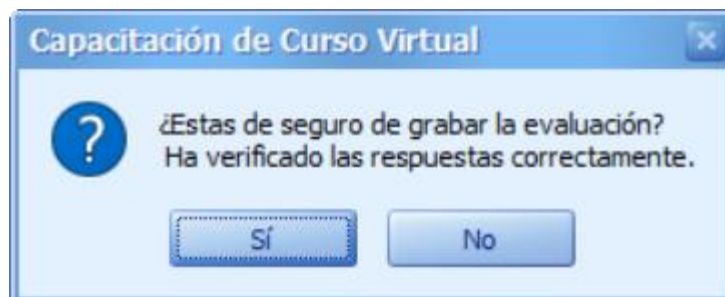 Capacitación de Curso Virtual
¿Estas de seguro de grabar la evaluación?
Ha verificado las respuestas correctamente.
Sí
No